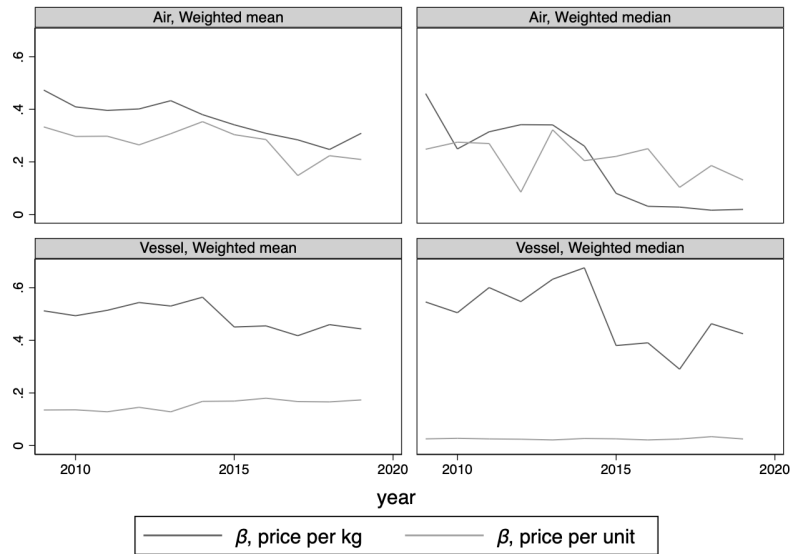 Air, Weighted mean
Air, Weighted median
.6
.4
.2
0
Vessel, Weighted mean
Vessel, Weighted median
.6
.4
.2
0
2010 2015 2020 2010 2015 2020
year
β, price per kg β, price per unit